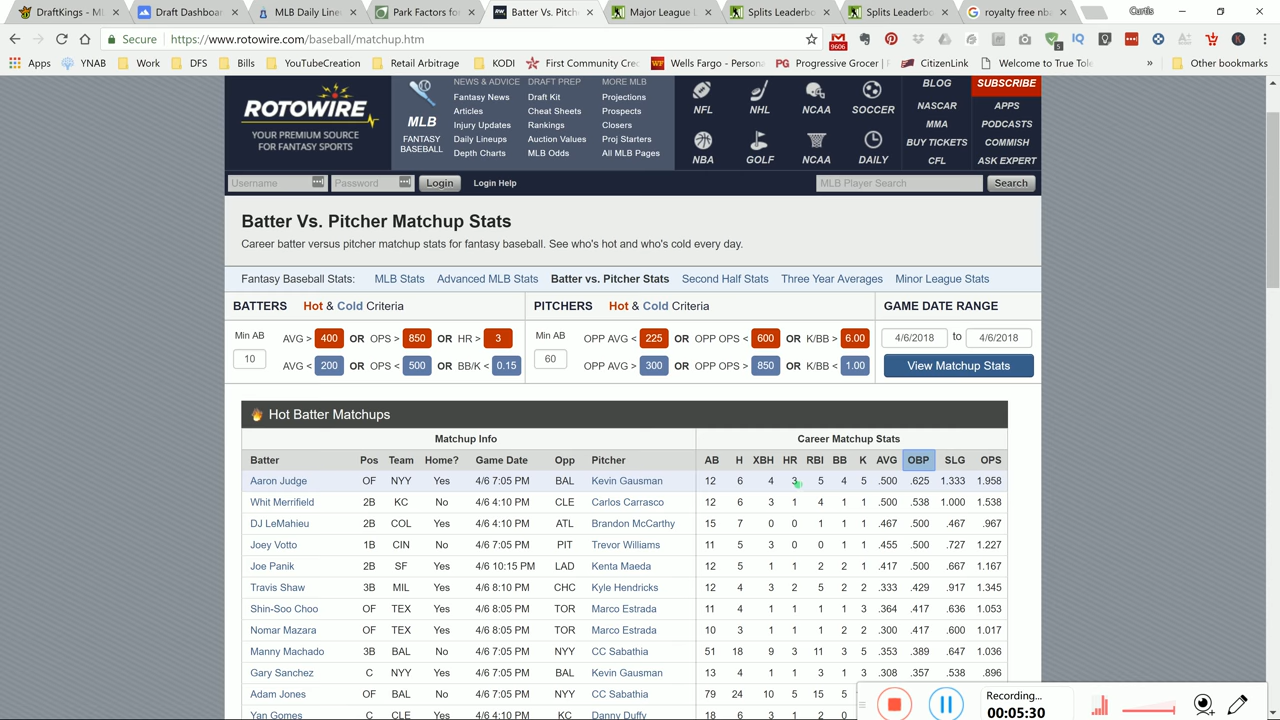 DraftKings - ML
Draft Dashboard
MLB Daily Line
Park Factors fo
Batter Vs. Pitch
Major League L
Splits Leaderbo
Splits Leaderbo
royalty free nb
Curtis
Secure
https://www.rotowire.com/baseball/matchup.htm
9606
5
K
Apps
YNAB
Work
DFS
Bills
YouTubeCreation
Retail Arbitrage
KODI
First Community Cre
Wells Fargo - Person
Progressive Grocer |
CitizenLink
Welcome to True Tole
»
Other bookmarks
ROTOWIRE
YOUR PREMIUM SOURCE
FOR FANTASY SPORTS
MLB
FANTASY
BASEBALL
NEWS & ADVICE DRAFT PREP MORE MLB
Fantasy News Draft Kit Projections
Articles Cheat Sheets Prospects
Injury Updates Rankings Closers
Daily Lineups Auction Values Proj Starters
Depth Charts MLB Odds All MLB Pages
NFL NHL NCAA SOCCER
NBA GOLF NCAA DAILY
BLOG SUBSCRIBE
NASCAR APPS
MMA PODCASTS
BUY TICKETS COMMISH
CFL ASK EXPERT
Username Password Login Login Help MLB Player Search Search
Batter Vs. Pitcher Matchup Stats
Career batter versus pitcher matchup stats for fantasy baseball. See who's hot and who's cold every day.
Fantasy Baseball Stats: MLB Stats Advanced MLB Stats Batter vs. Pitcher Stats Second Half Stats Three Year Averages Minor League Stats
BATTERS Hot & Cold Criteria PITCHERS Hot & Cold Criteria GAME DATE RANGE
Min AB AVG > 400 OR OPS > 850 OR HR > 3 Min AB OPP AVG < 225 OR OPP OPS < 600 OR K/BB > 6.00 4/6/2018 to 4/6/2018
10 AVG < 200 OR OPS < 500 OR BB/K < 0.15 60 OPP AVG > 300 OR OPP OPS > 850 OR K/BB < 1.00 View Matchup Stats
Hot Batter Matchups
Matchup Info Career Matchup Stats
Batter Pos Team Home? Game Date Opp Pitcher AB H XBH HR RBI BB K AVG OBP SLG OPS
Aaron Judge OF NYY Yes 4/6 7:05 PM BAL Kevin Gausman 12 6 4 3 5 4 5 .500 .625 1.333 1.958
Whit Merrifield 2B KC No 4/6 4:10 PM CLE Carlos Carrasco 12 6 3 1 4 1 1 .500 .538 1.000 1.538
DJ LeMahieu 2B COL Yes 4/6 4:10 PM ATL Brandon McCarthy 15 7 0 0 1 1 1 .467 .500 .467 .967
Joey Votto 1B CIN No 4/6 7:05 PM PIT Trevor Williams 11 5 3 0 0 1 1 .455 .500 .727 1.227
Joe Panik 2B SF Yes 4/6 10:15 PM LAD Kenta Maeda 12 5 1 1 2 2 1 .417 .500 .667 1.167
Travis Shaw 3B MIL Yes 4/6 8:10 PM CHC Kyle Hendricks 12 4 3 2 5 2 2 .333 .429 .917 1.345
Shin-Soo Choo OF TEX Yes 4/6 8:05 PM TOR Marco Estrada 11 4 1 1 1 1 3 .364 .417 .636 1.053
Nomar Mazara OF TEX Yes 4/6 8:05 PM TOR Marco Estrada 10 3 1 1 1 2 2 .300 .417 .600 1.017
Manny Machado 3B BAL No 4/6 7:05 PM NYY CC Sabathia 51 18 9 3 11 3 5 .353 .389 .647 1.036
Gary Sanchez C NYY Yes 4/6 7:05 PM BAL Kevin Gausman 13 4 1 1 3 1 3 .308 .357 .538 .896
Adam Jones OF BAL No 4/6 7:05 PM NYY CC Sabathia 79 24 10 5 15 5
Yan Gomes C CLE Yes 4/6 4:10 PM KC Danny Duffy 18 6 3 1 2 0
Recording...
00:05:30